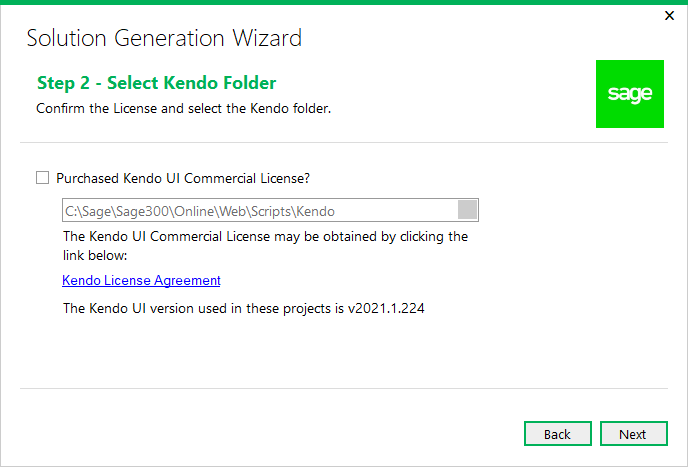 Solution Generation Wizard
Step 2 - Select Kendo Folder
Confirm the License and select the Kendo folder.
sage
Purchased Kendo UI Commercial License?
C:\Sage\Sage300\Online\Web\Scripts\Kendo
The Kendo UI Commercial License may be obtained by clicking the
link below:
Kendo License Agreement
The Kendo UI version used in these projects is v2021.1.224
Back
Next